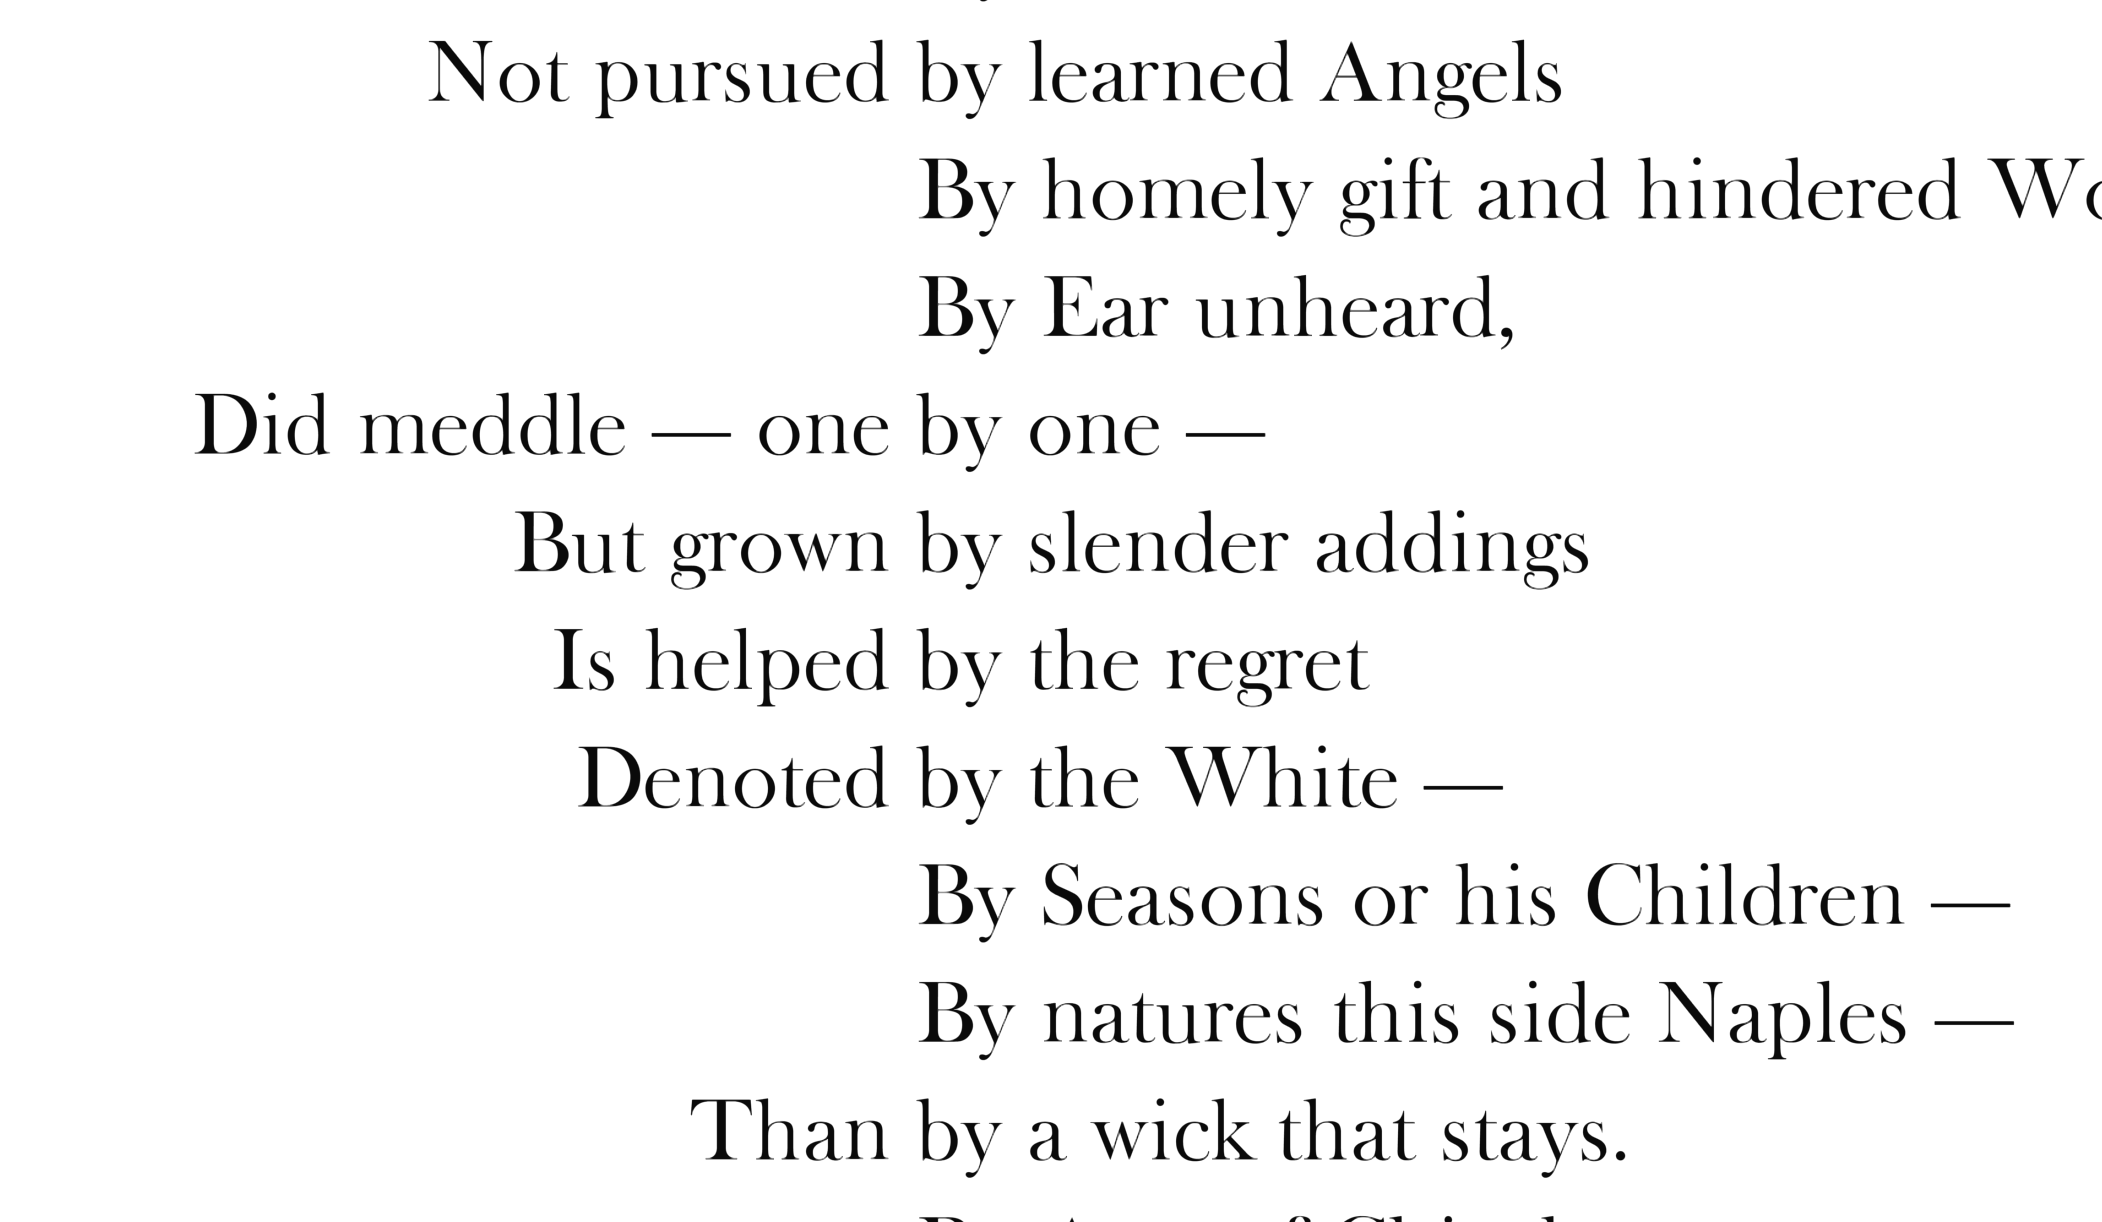 Not pursued by learned Angels
By homely gift and hindered
By Ear unheard,
Did meddle — one by one —
But grown by slender addings
Is helped by the regret
Denoted by the White —
By Seasons or his Children —
By natures this side Naples —
Than by a wick that stays.